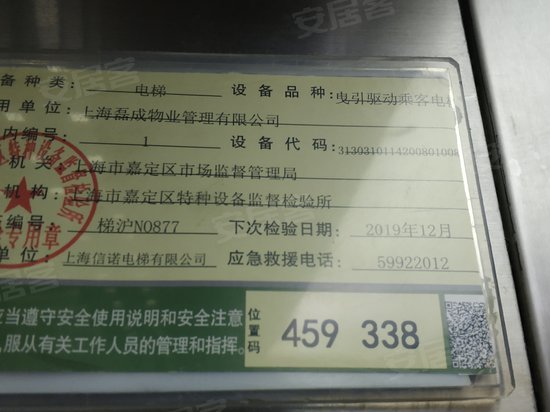 安居客
备种类： 电梯 设备品种： 曳引驱动乘客电梯
用单位： 上海磊成物业管理有限公司
内编号： 1 设备代码： 3130310114200801008
机关： 上海市嘉定区市场监督管理局
机构： 上海市嘉定区特种设备监督检验所
编号： 梯沪N0877 下次检验日期： 2019年12月
单位： 上海信诺电梯有限公司 应急救援电话： 59922012
应当遵守安全使用说明和安全注意
服从有关工作人员的管理和指挥。
位置码 459 338